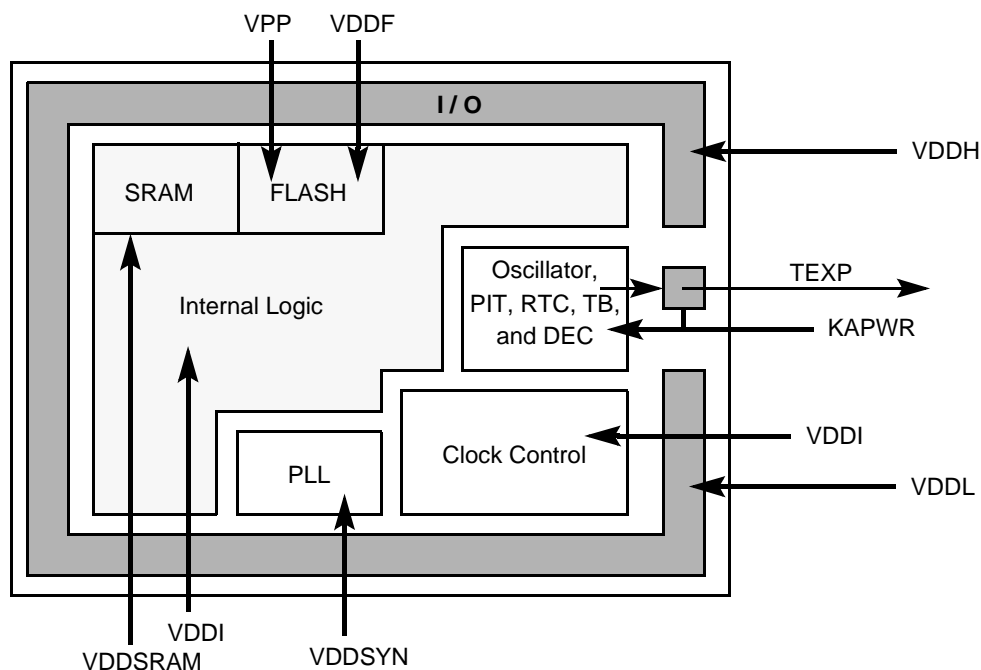 VPP
VDDF
I / O
VDDH
SRAM
FLASH
Oscillator,
PIT, RTC, TB,
and DEC
TEXP
KAPWR
Internal Logic
VDDI
Clock Control
PLL
VDDL
VDDI
VDDSRAM
VDDSYN